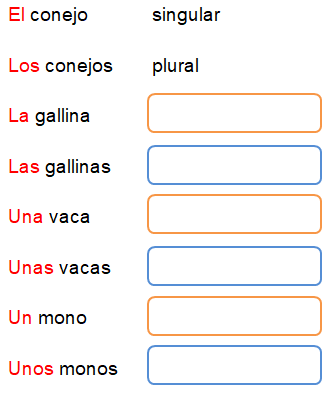 El conejo singular
Los conejos plural
La gallina
Las gallinas
Una vaca
Unas vacas
Un mono
Unos monos